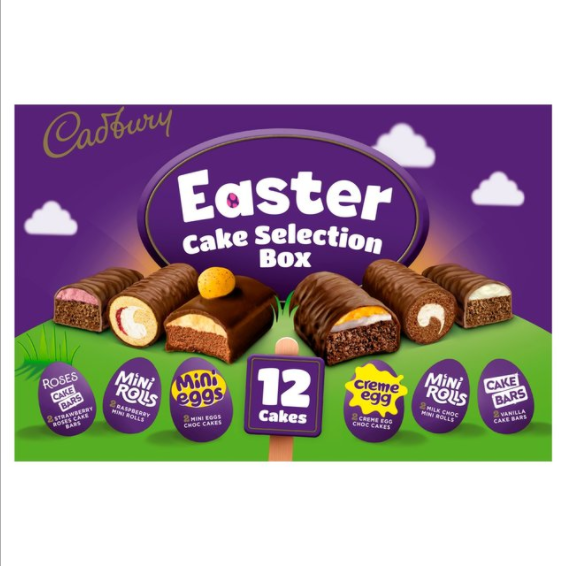 Cadbury
Easter
Cake Selection
Box
ROSES
CAKE
BARS
2 STRAWBERRY
ROSES CAKE
BARS
MiNi
ROLLS
2 RASPBERRY
MINI ROLLS
Mini
eggs
2 MINI EGGS
CHOC CAKES
12
Cakes
creme
egg
2 CREME EGG
CHOC CAKES
MiNi
ROLLS
2 MILK CHOC
MINI ROLLS
CAKE
BARS
2 VANILLA
CAKE BARS